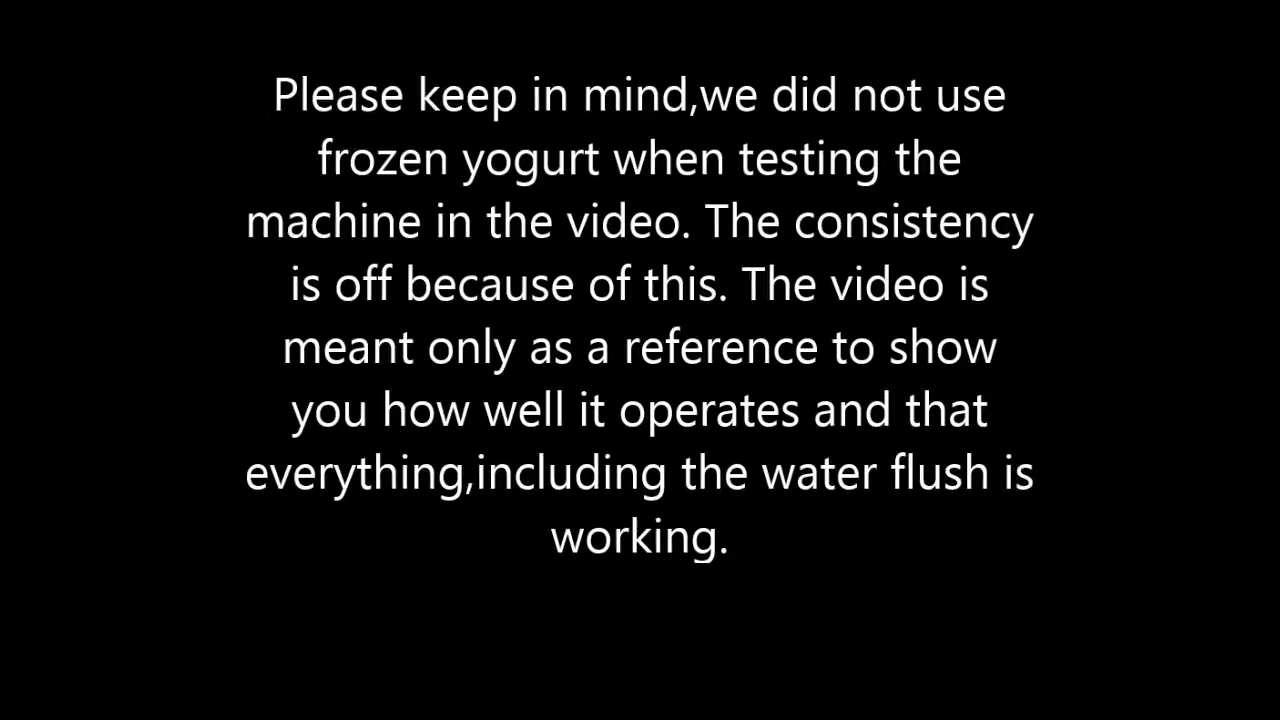 Please keep in mind,we did not use
frozen yogurt when testing the
machine in the video. The consistency
is off because of this. The video is
meant only as a reference to show
you how well it operates and that
everything,including the water flush is
working.